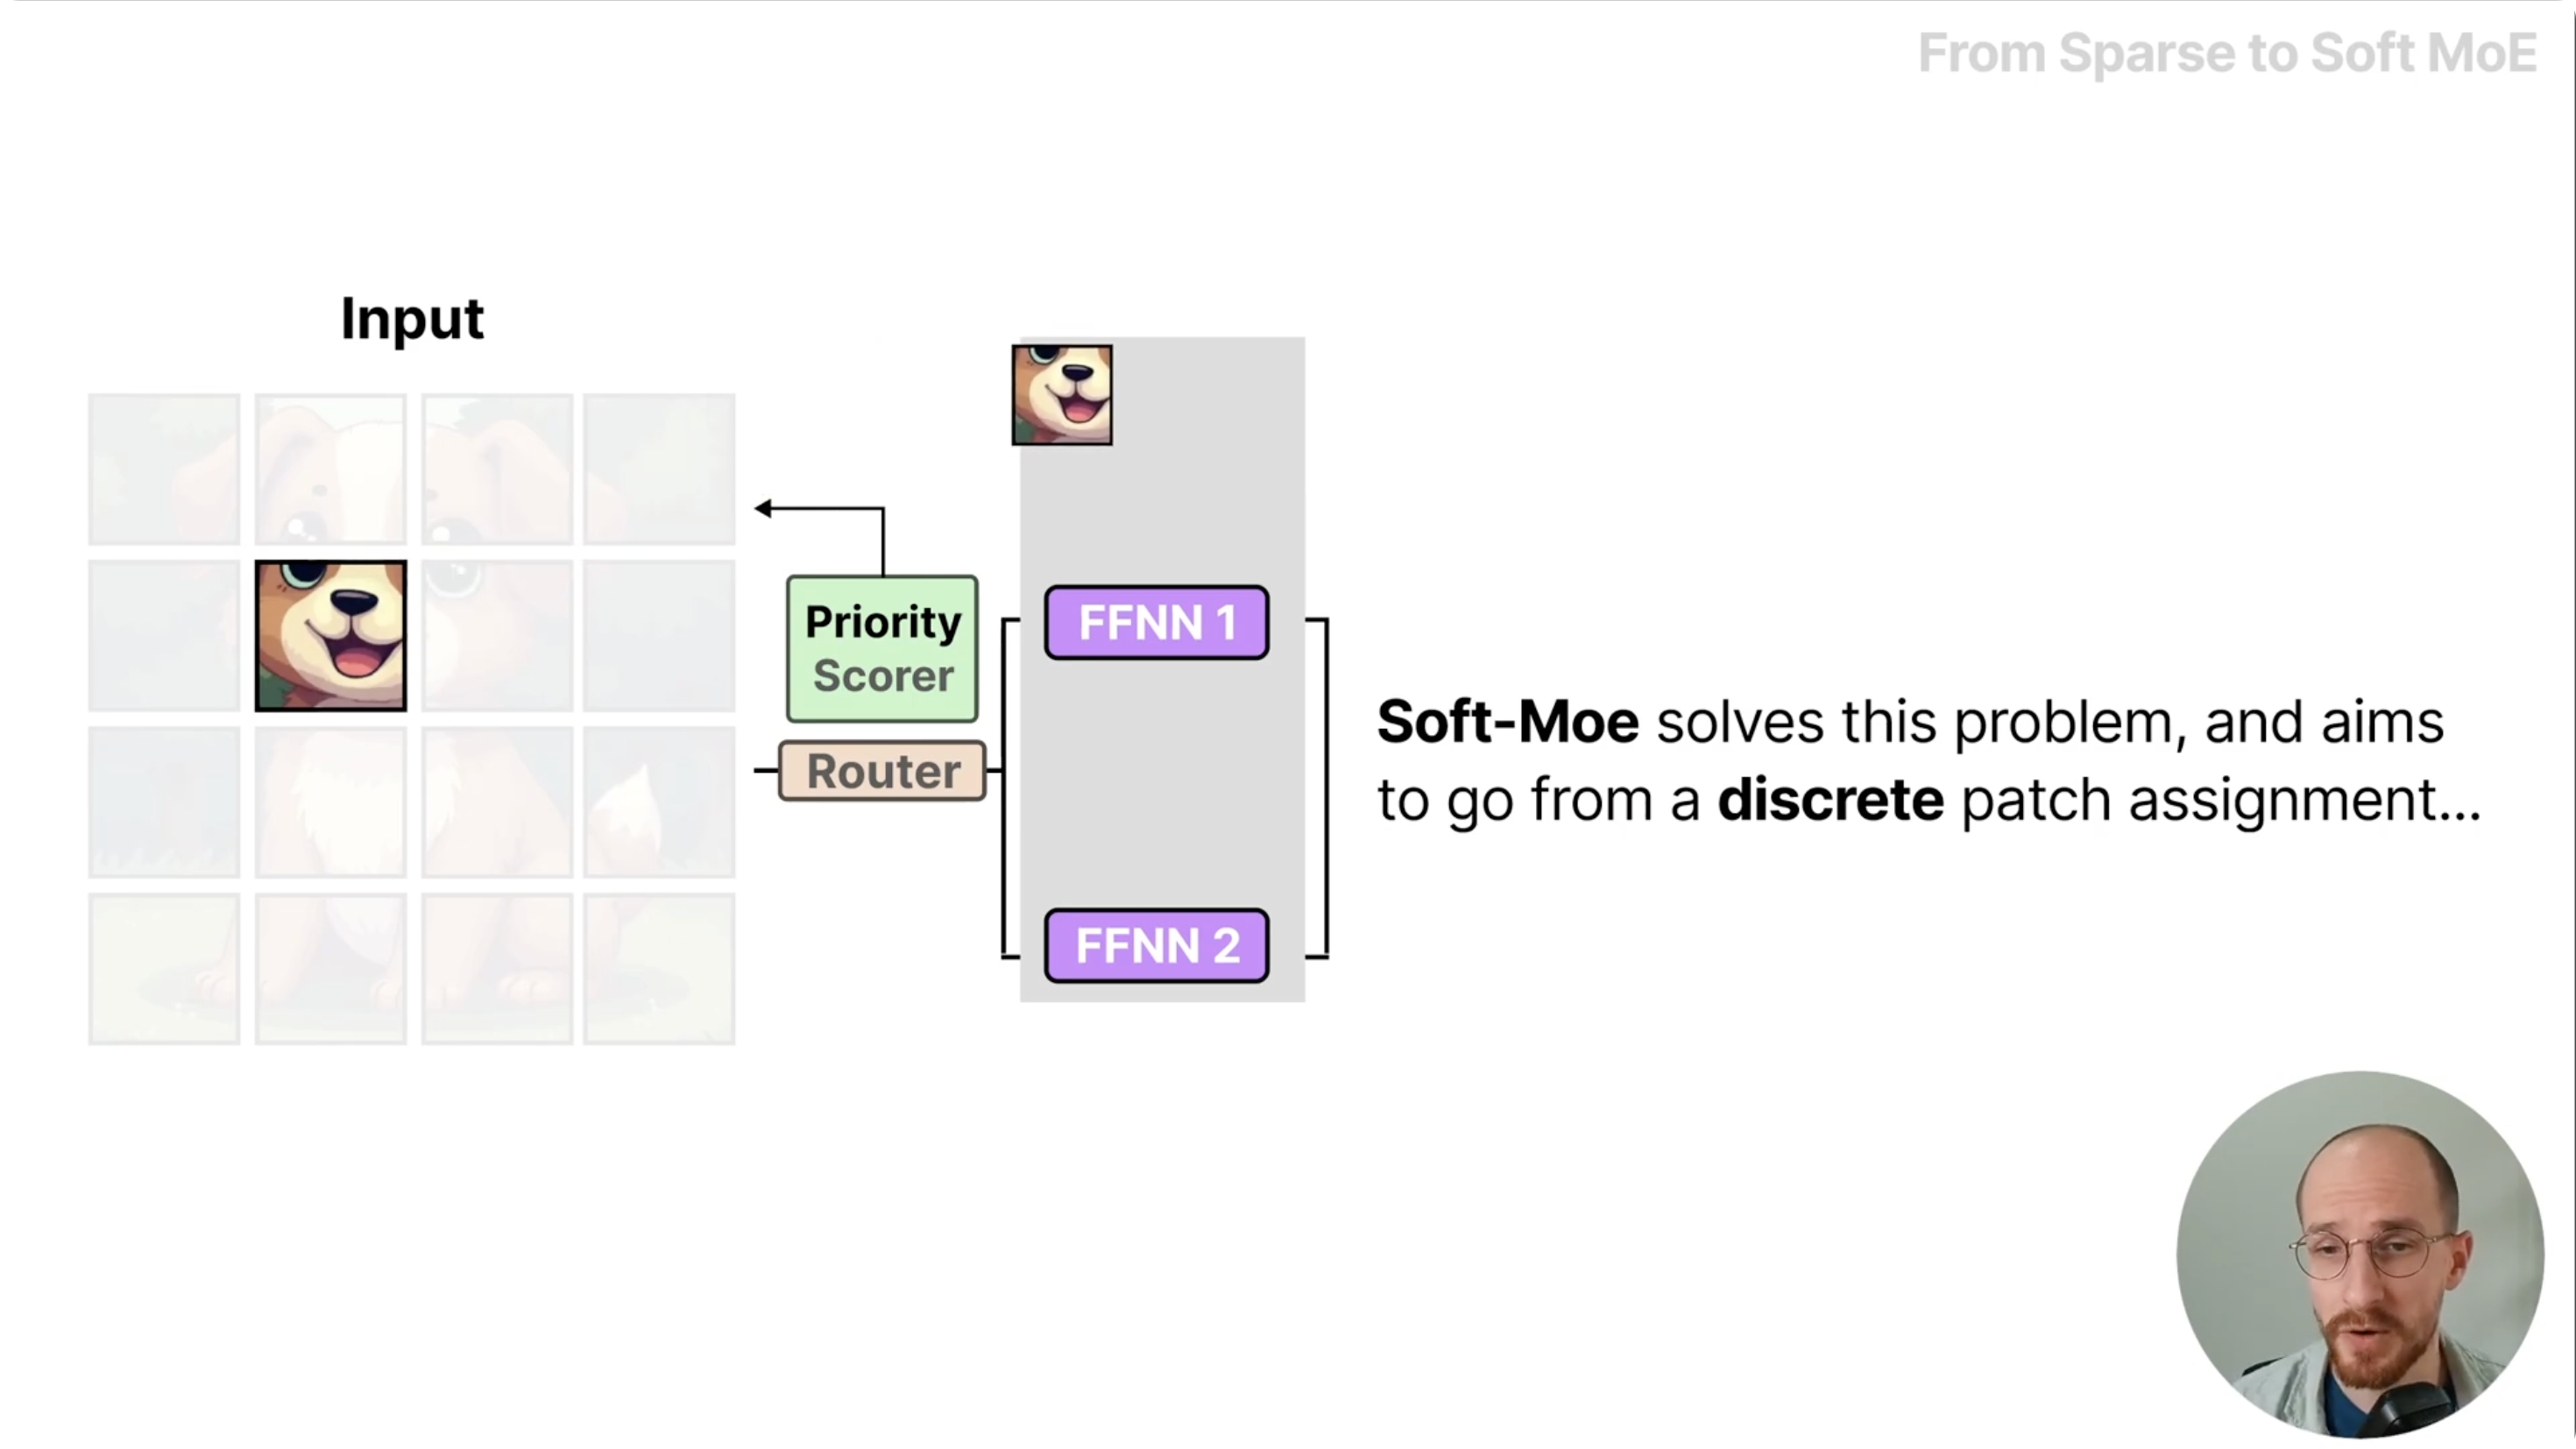 From Sparse to Soft MoE
Input
Priority
Scorer
Router
FFNN 1
FFNN 2
Soft-Moe solves this problem, and aims
to go from a discrete patch assignment...